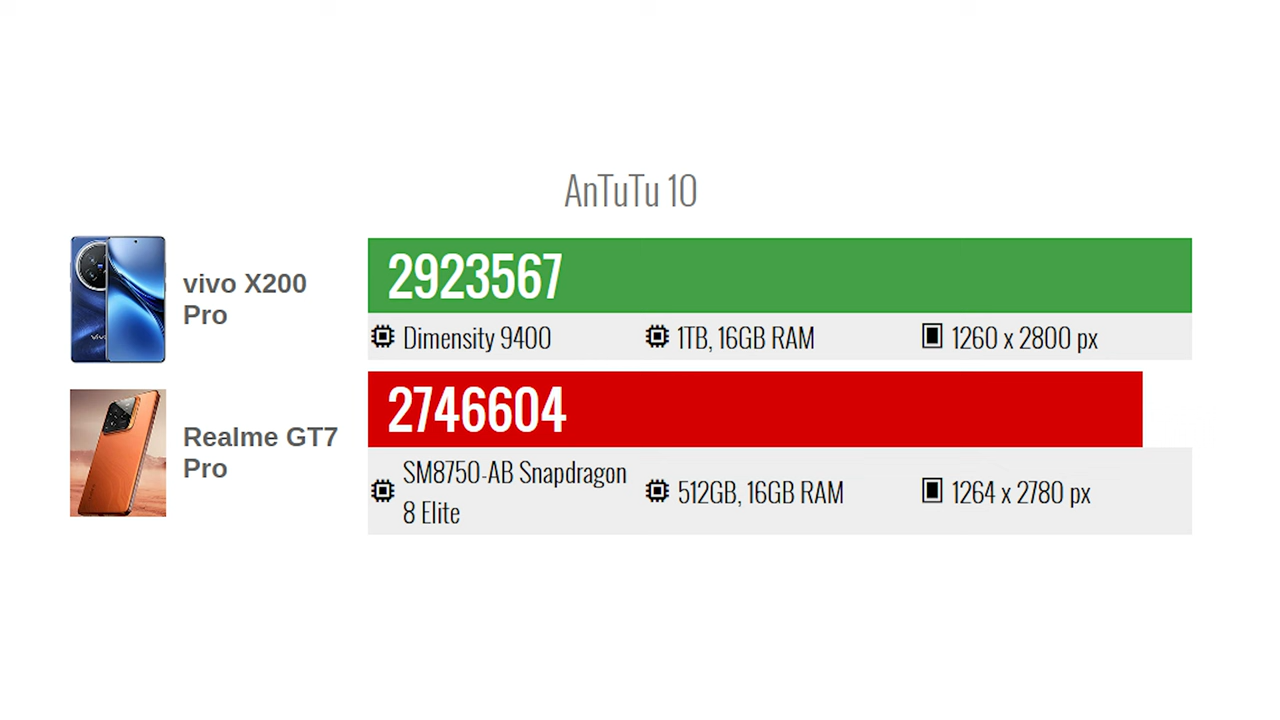 AnTuTu 10
vivo X200
Pro
2923567
Dimensity 9400
1TB, 16GB RAM
1260 x 2800 px
Realme GT7
Pro
2746604
SM8750-AB Snapdragon
8 Elite
512GB, 16GB RAM
1264 x 2780 px